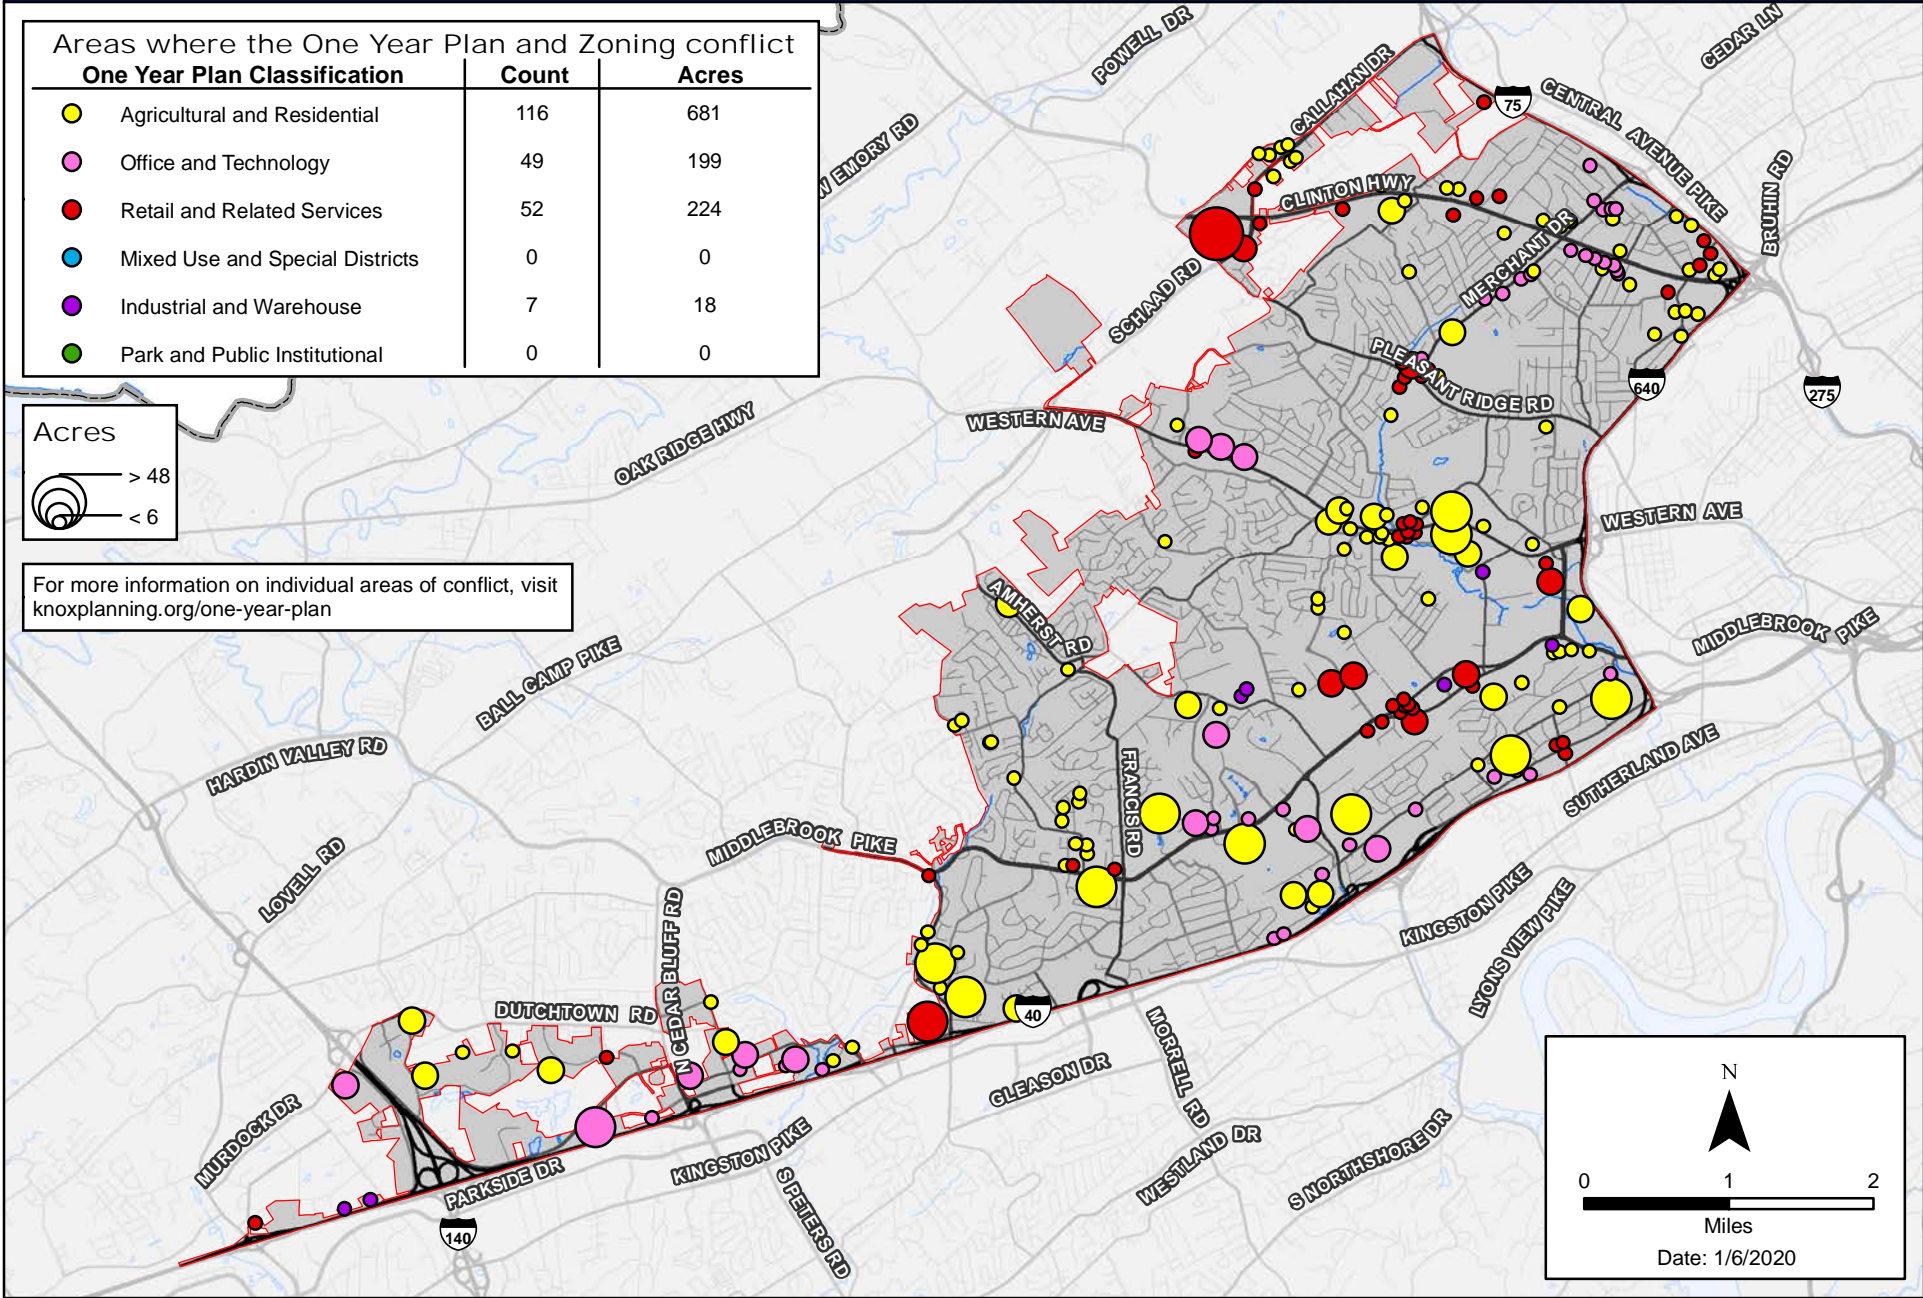 Areas where the One Year Plan and Zoning conflict
One Year Plan Classification Count Acres
Agricultural and Residential 116 681
Office and Technology 49 199
Retail and Related Services 52 224
Mixed Use and Special Districts 0 0
Industrial and Warehouse 7 18
Park and Public Institutional 0 0
Acres
> 48
< 6
For more information on individual areas of conflict, visit
knoxplanning.org/one-year-plan
POWELL DR
CEDAR LN
CALLAHAN DR
75
CENTRAL AVENUE PIKE
EMORY RD
BRUHIN RD
CLINTON HWY
MERCHANT DR
SCHAAD RD
PLEASANT RIDGE RD
640
275
WESTERN AVE
OAK RIDGE HWY
WESTERN AVE
AMHERST RD
MIDDLEBROOK PIKE
BALL CAMP PIKE
HARDIN VALLEY RD
FRANCIS RD
SUTHERLAND AVE
MIDDLEBROOK PIKE
LOVELL RD
KINGSTON PIKE
LYONS VIEW PIKE
N CEDAR BLUFF RD
DUTCHTOWN RD
40
MORRELL RD
GLEASON DR
MURDOCK DR
KINGSTON PIKE
WESTLAND DR
S NORTHSHORE DR
PARKSIDE DR
S PETERS RD
140
N
0 1 2
Miles
Date: 1/6/2020